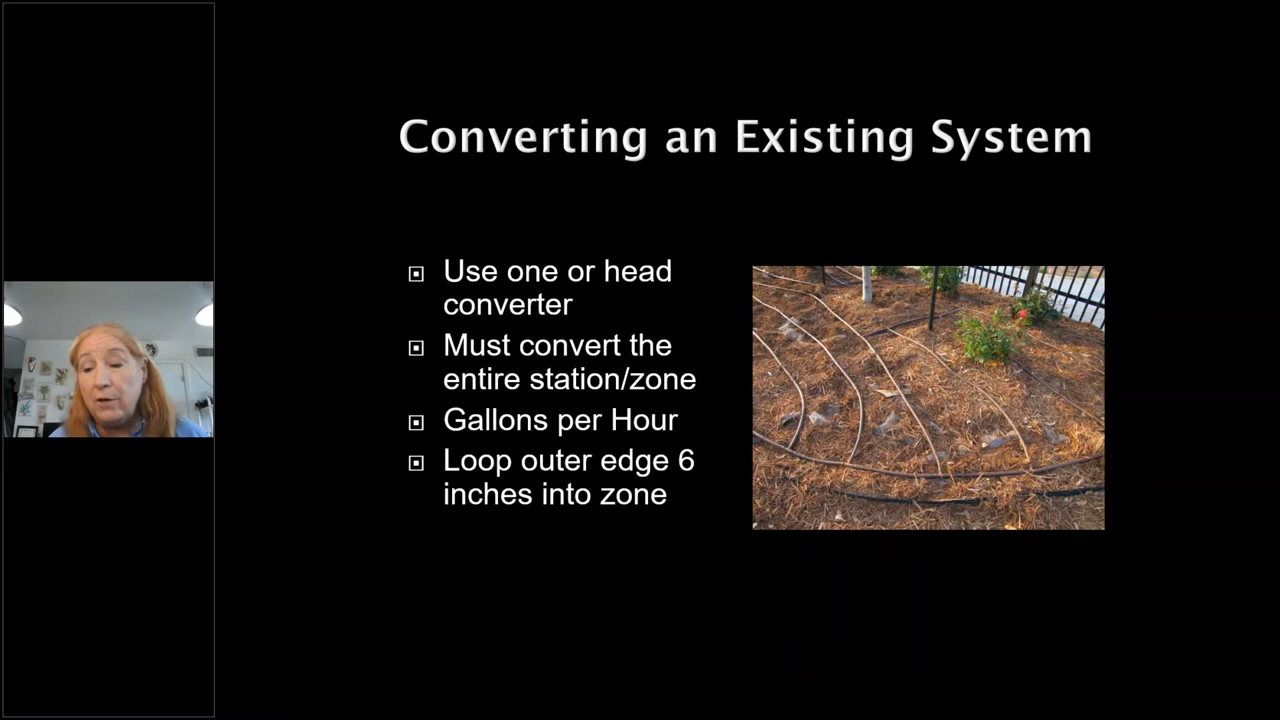 Converting an Existing System
Use one or head
converter
Must convert the
entire station/zone
Gallons per Hour
Loop outer edge 6
inches into zone